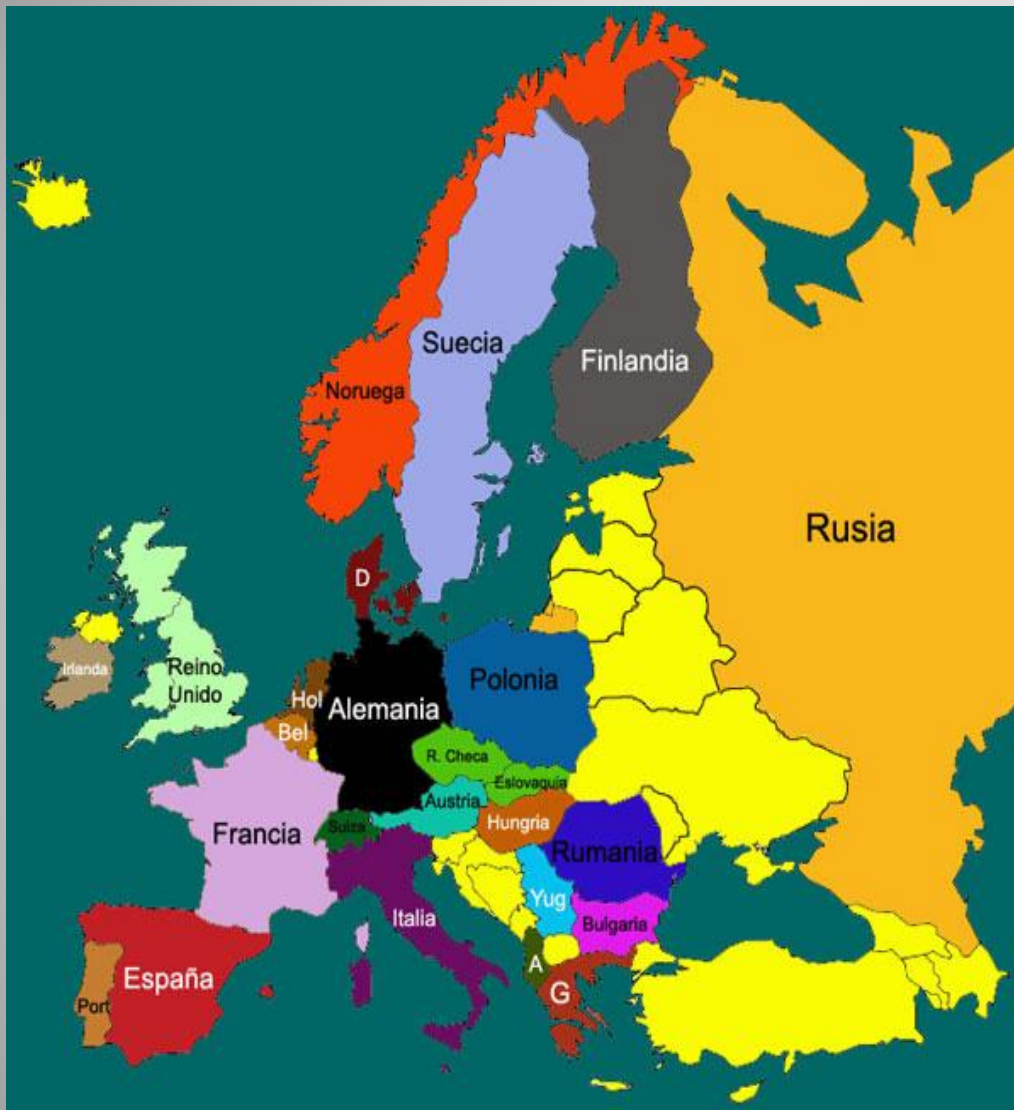 Suecia
Finlandia
Noruega
Rusia
D
Irlanda
Reino
Unido
Hol
Bel
Alemania
Polonia
R. Checa
Eslovaquia
Austria
Hungria
Suiza
Francia
Rumania
Yug
Bulgaria
Italia
A
G
España
Port